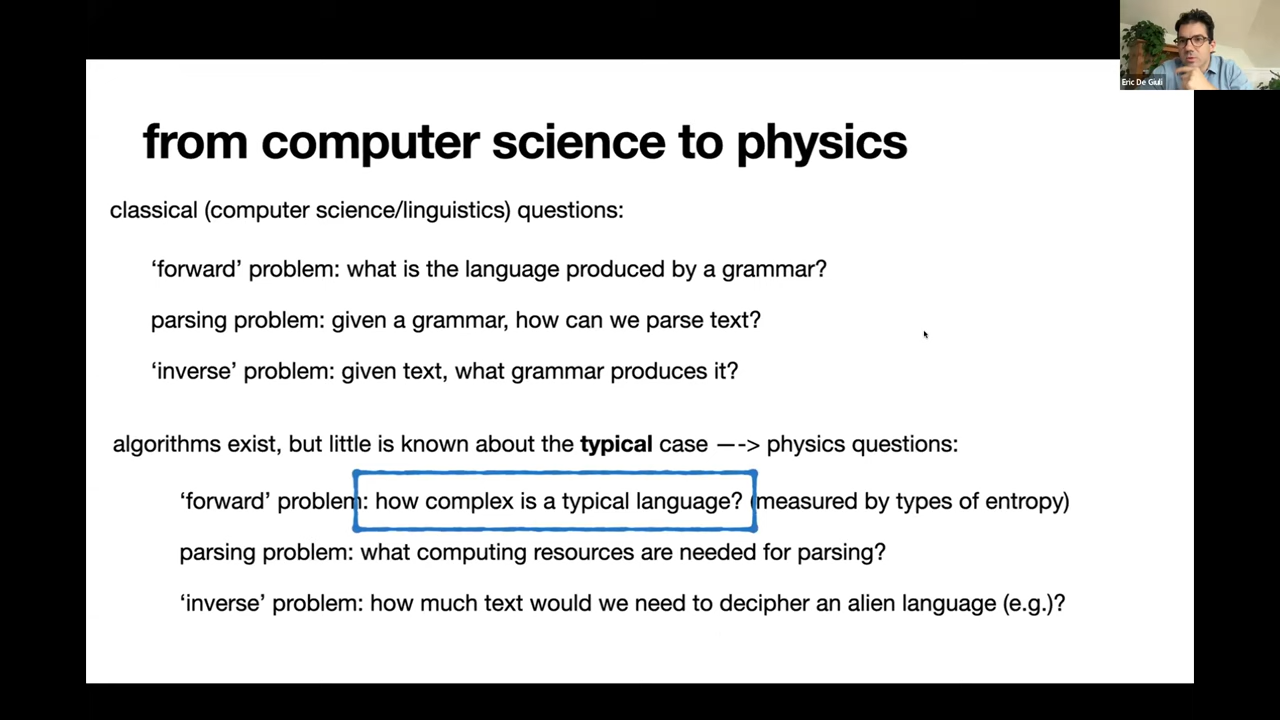 Eric De Giuli
from computer science to physics
classical (computer science/linguistics) questions:
‘forward’ problem: what is the language produced by a grammar?
parsing problem: given a grammar, how can we parse text?
‘inverse’ problem: given text, what grammar produces it?
algorithms exist, but little is known about the typical case —-> physics questions:
‘forward’ problem: how complex is a typical language? (measured by types of entropy)
parsing problem: what computing resources are needed for parsing?
‘inverse’ problem: how much text would we need to decipher an alien language (e.g.)?